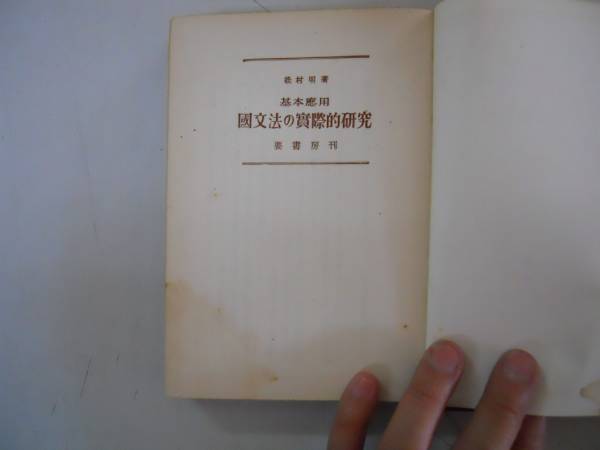 松村明著
基本應用
國文法の實際的研究
要書房刊